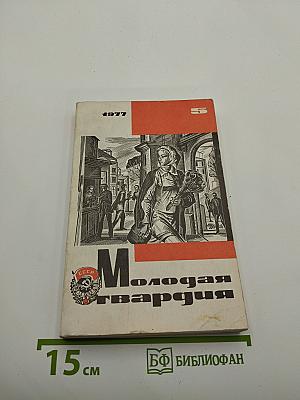 1977 5
СССР
Молодая
гвардия
15 см
БФ БИБЛИОФАН